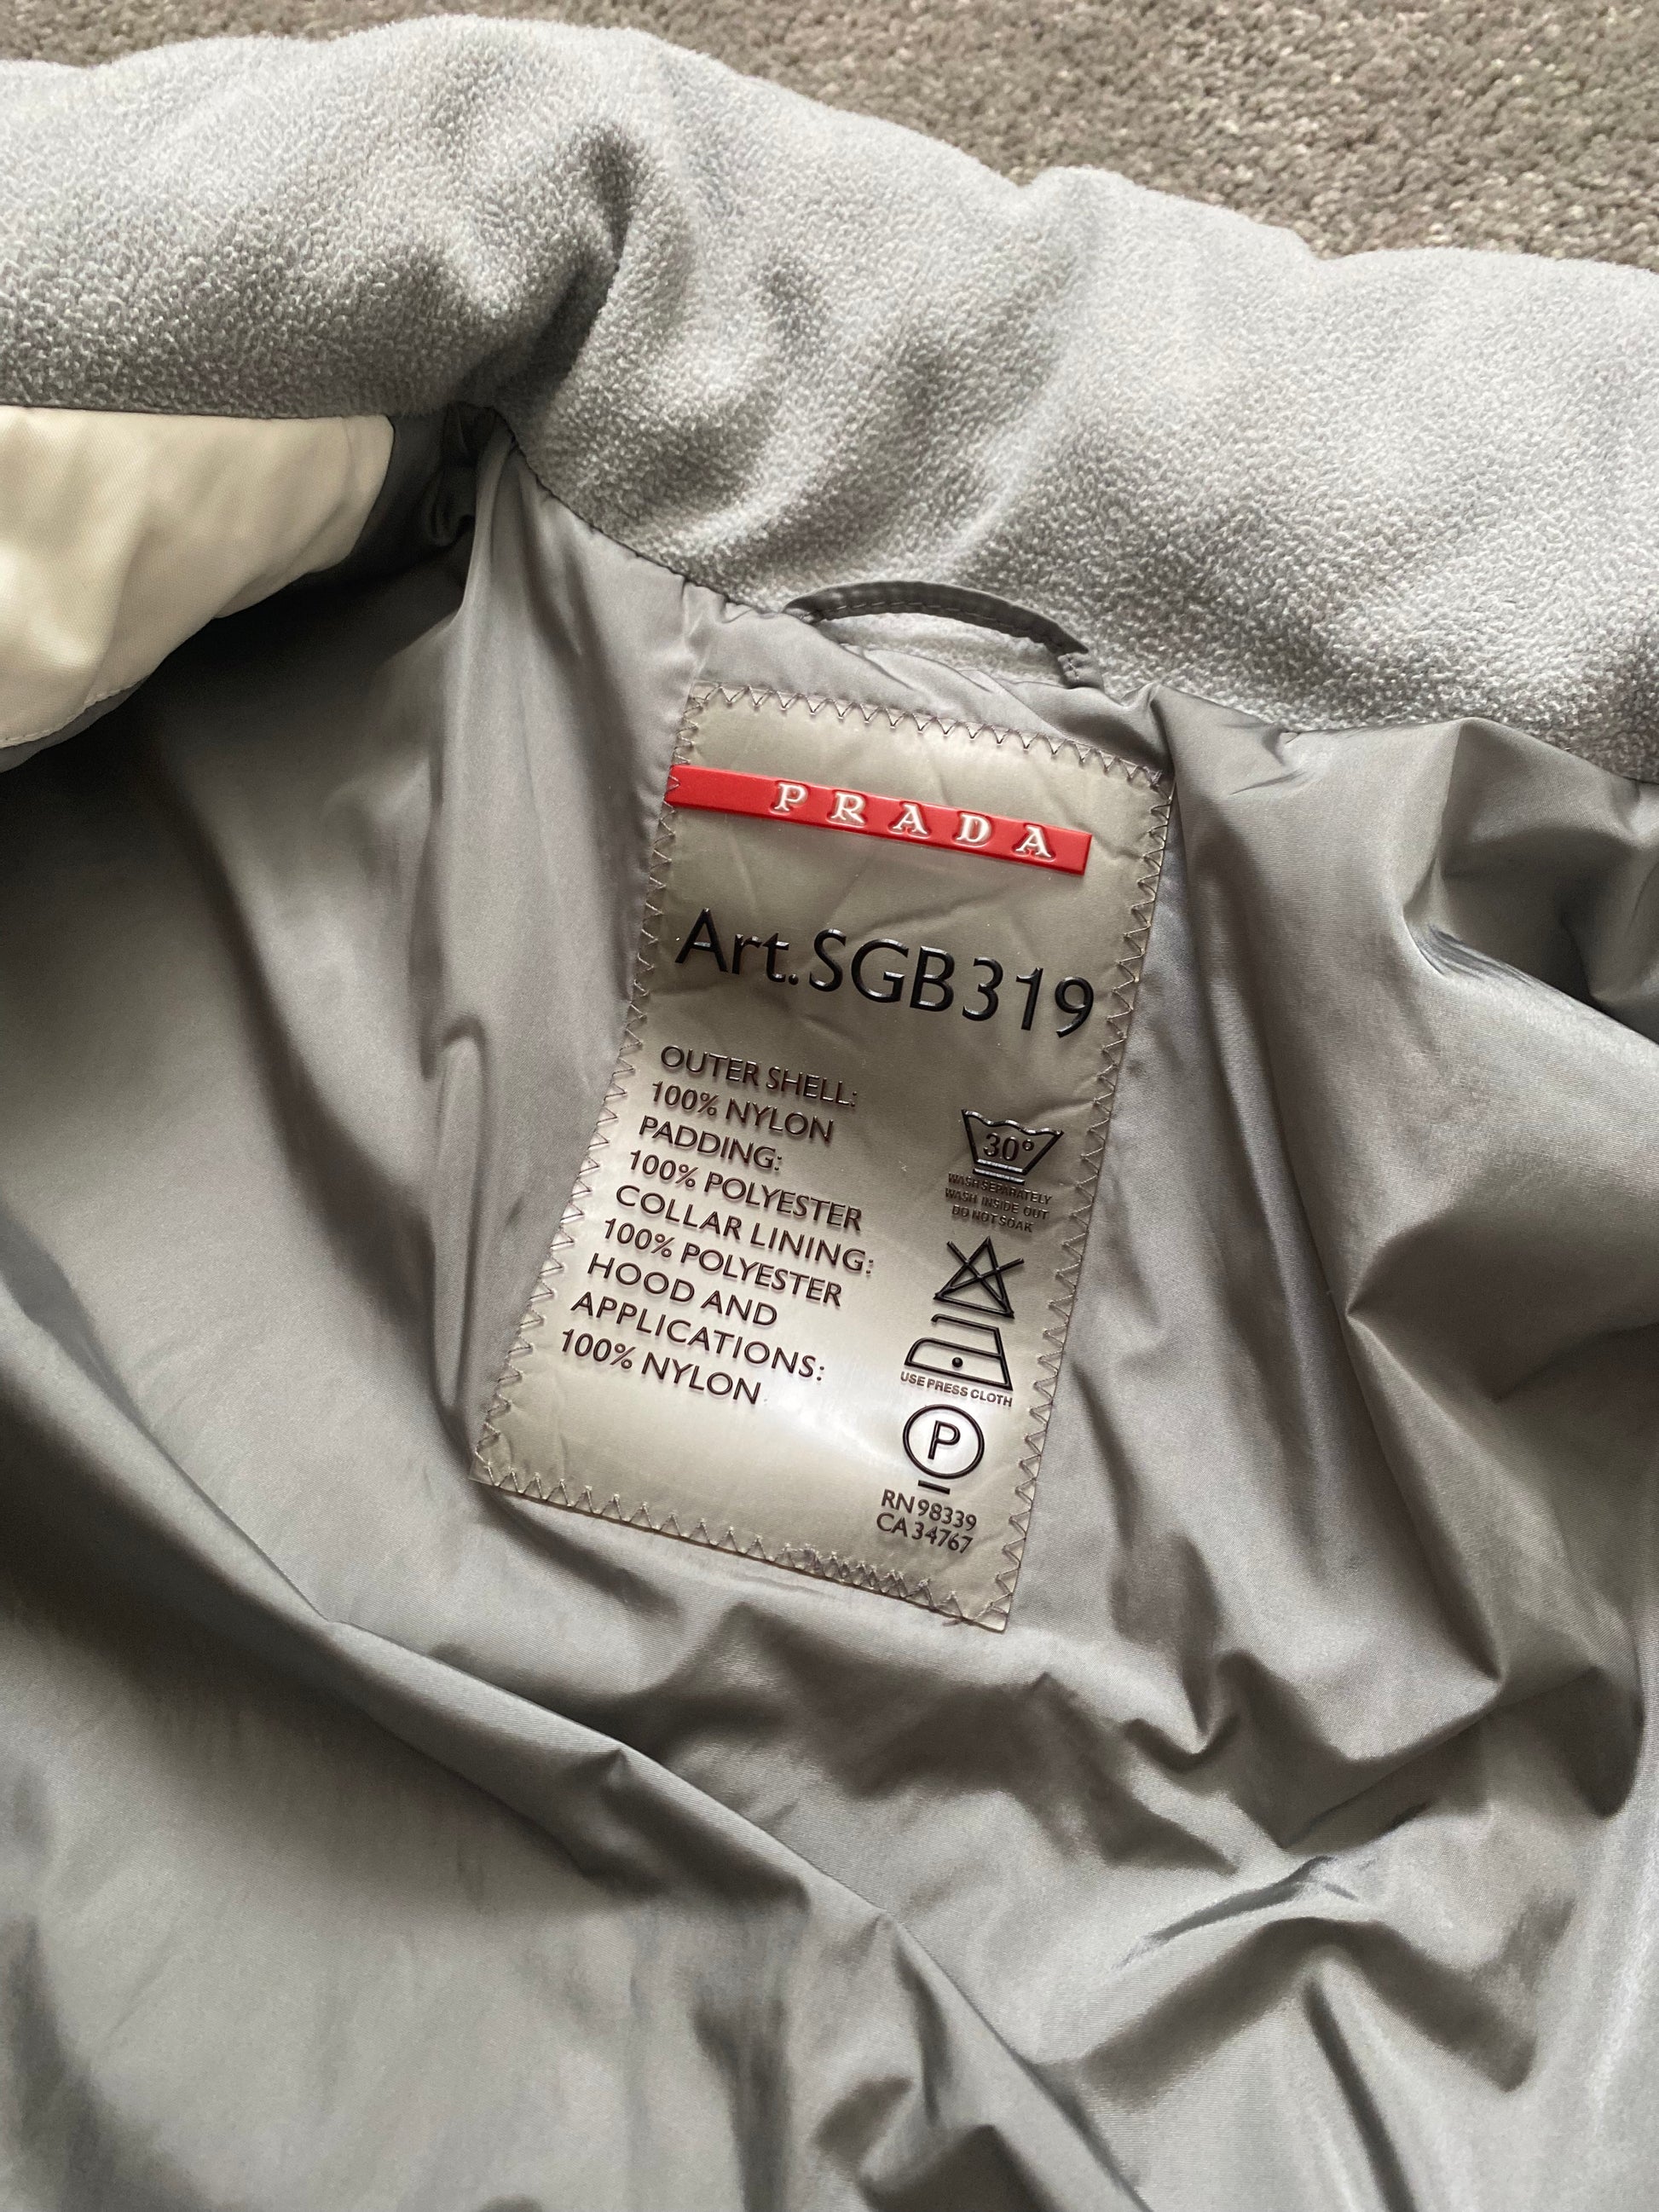 PRADA
Art.SGB319
OUTER SHELL:
100% NYLON
PADDING:
100% POLYESTER
COLLAR LINING:
100% POLYESTER
HOOD AND
APPLICATIONS:
100% NYLON
30°
WASH SEPARATELY
WASH INSIDE OUT
DO NOT SOAK
USE PRESS CLOTH
P
RN 98339
CA 34767